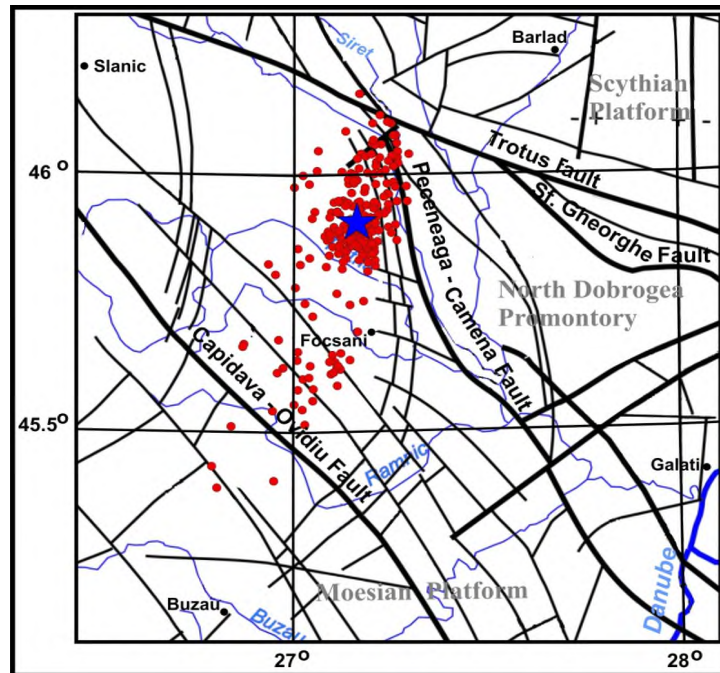 Siret
Barlad
Slanic
Scythian
Platform
46 o
Trotus fault
St. Gheorghe Fault
Peceneaga - Camena Fault
North Dobrogea
Promontory
Focsani
Capidava - Ovidiu Fault
45.5o
Ramnic
Galati
Moesian Platform
Buzau
Buzau
Danube
27 o
28 o